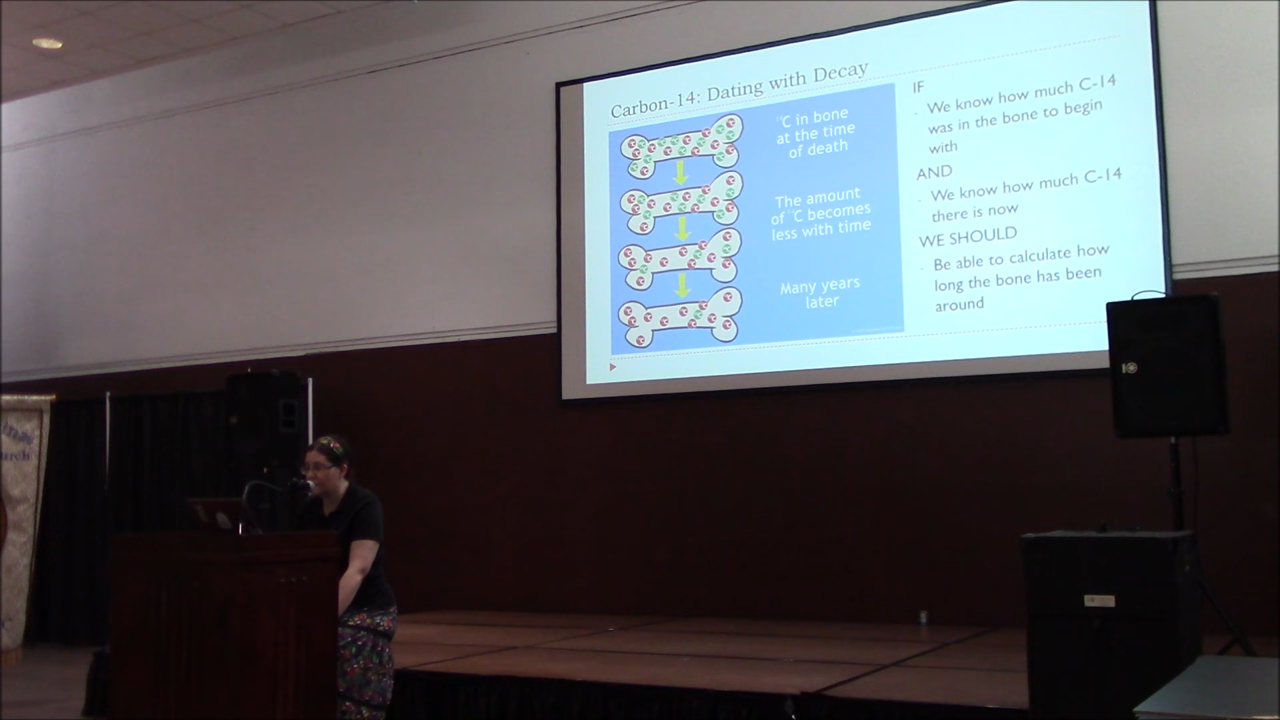 Carbon-14: Dating with Decay
C in bone
at the time
of death
The amount
of C becomes
less with time
Many years
later
IF
We know how much C-14
was in the bone to begin
with
AND
We know how much C-14
there is now
WE SHOULD
Be able to calculate how
long the bone has been
around